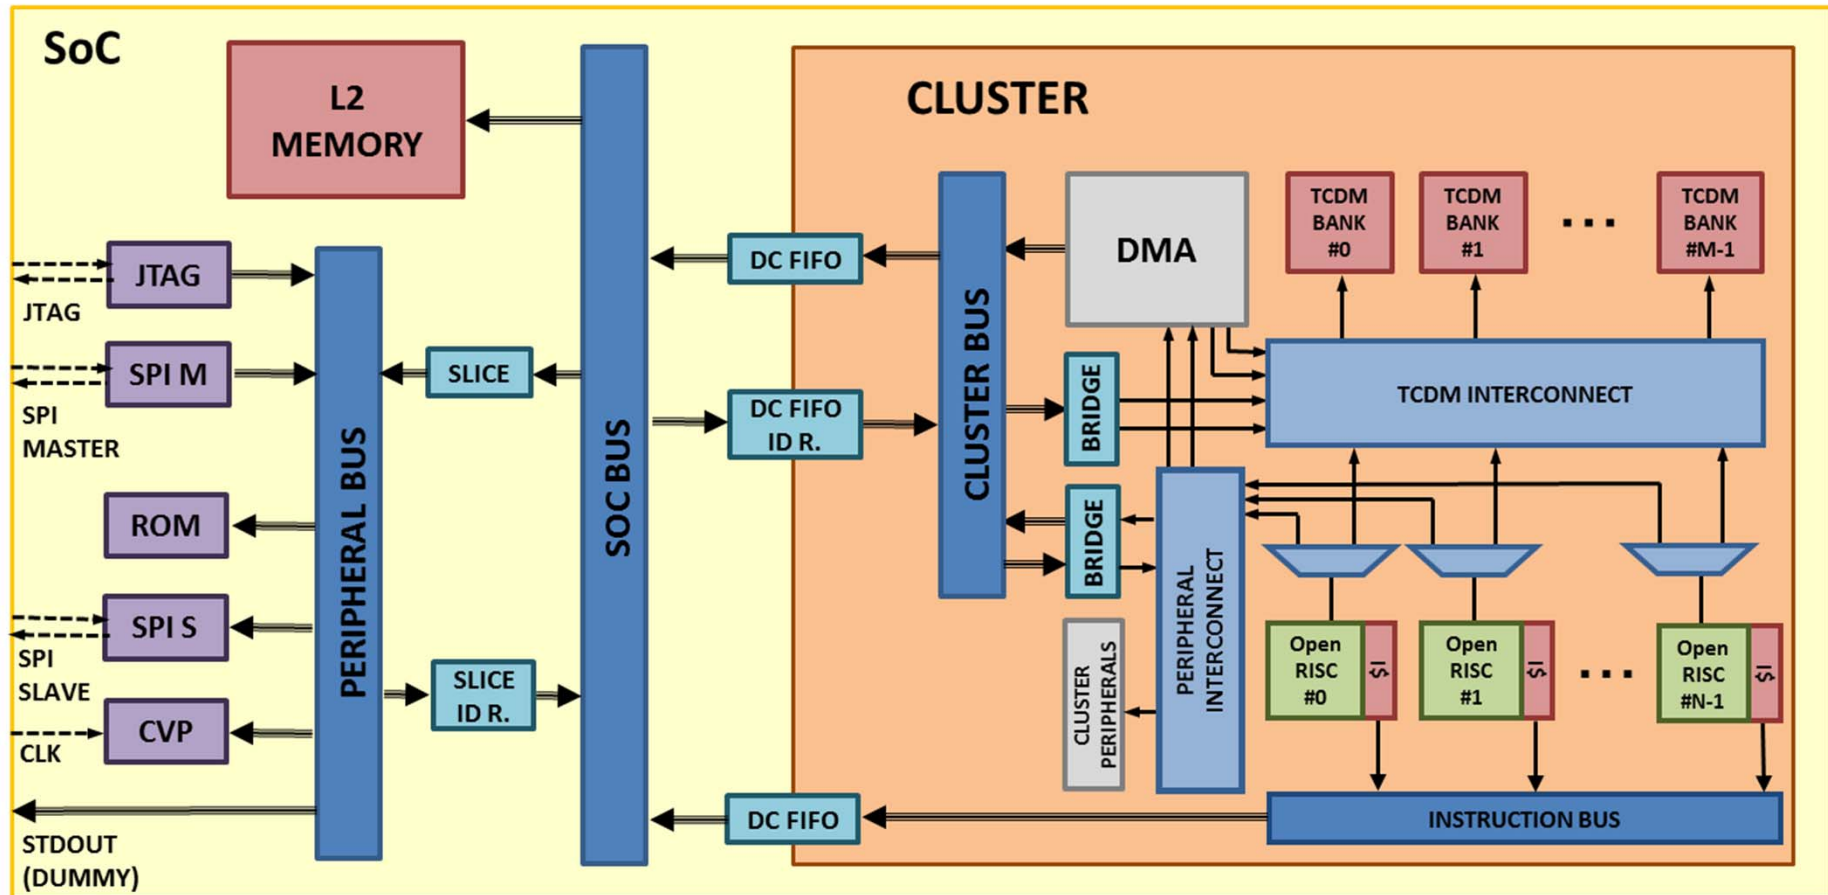 SoC
L2
MEMORY
CLUSTER
JTAG
JTAG
SPI M
SPI
MASTER
ROM
SPI S
SPI
SLAVE
CVP
CLK
STDOUT
(DUMMY)
PERIPHERAL BUS
SLICE
SLICE
ID R.
SOC BUS
DC FIFO
DC FIFO
ID R.
DC FIFO
CLUSTER BUS
DMA
BRIDGE
BRIDGE
CLUSTER
PERIPHERALS
PERIPHERAL
INTERCONNECT
TCDM
BANK
#0
TCDM
BANK
#1
...
TCDM
BANK
#M-1
TCDM INTERCONNECT
Open
RISC
#0
I$
Open
RISC
#1
I$
...
Open
RISC
#N-1
I$
INSTRUCTION BUS